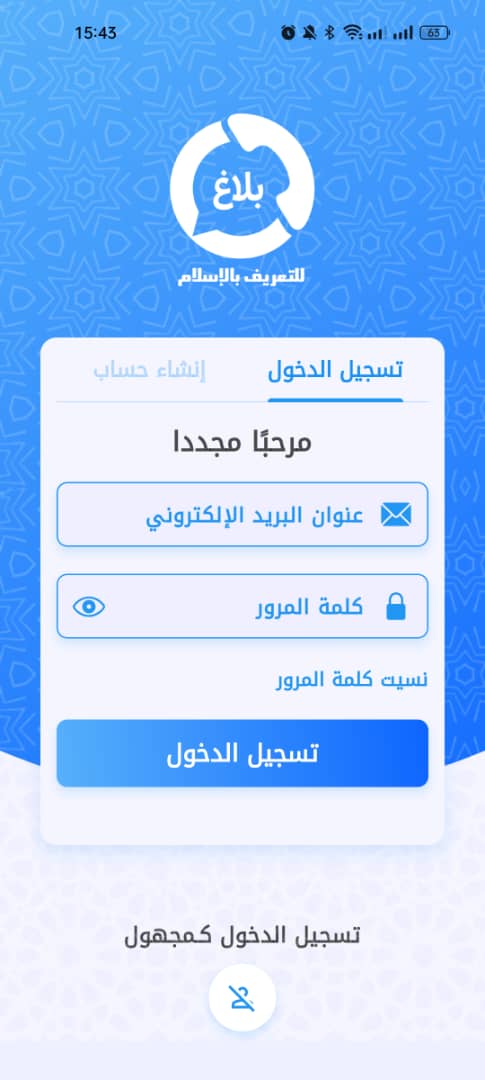 15:43
63
بلاغ
للتعريف بالإسلام
تسجيل الدخول
إنشاء حساب
مرحبًا مجددا
عنوان البريد الإلكتروني
كلمة المرور
نسيت كلمة المرور
تسجيل الدخول
تسجيل الدخول كمجهول